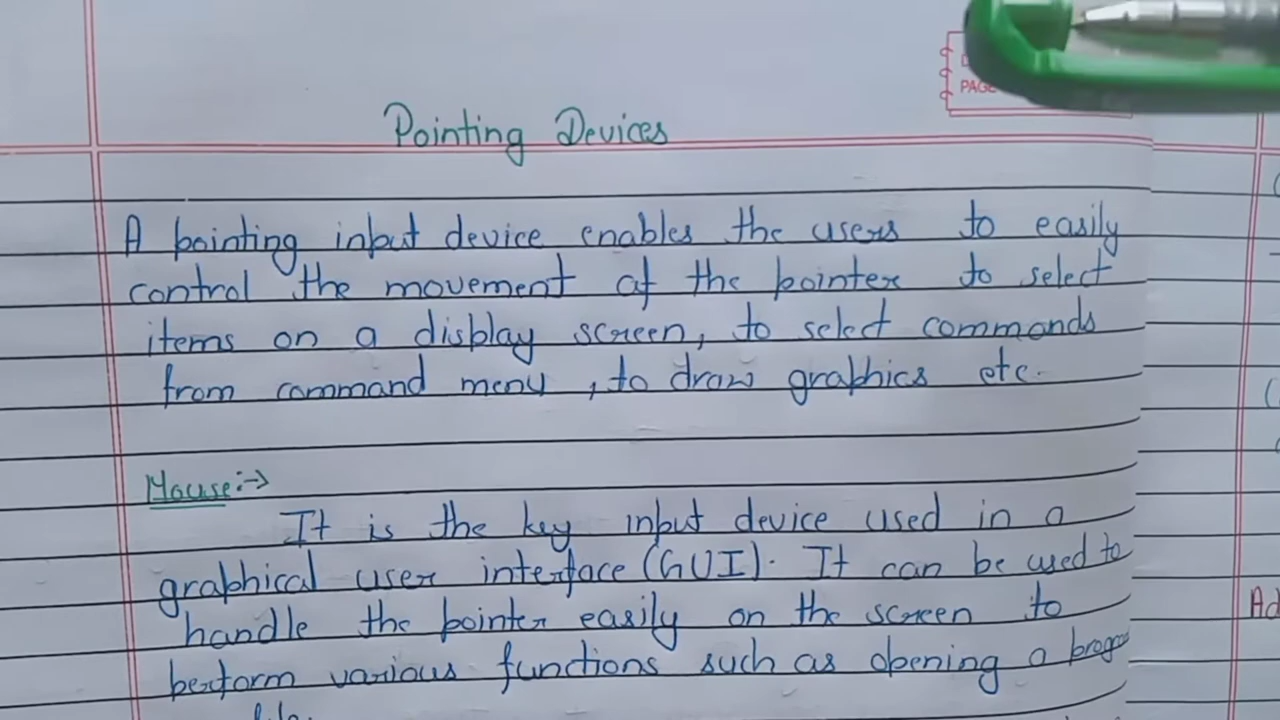 PAGE
Pointing Devices
A pointing input device enables the users to easily
control the movement of the pointer to select
items on a display screen, to select commands
from command menu , to draw graphics etc.
Mouse:→
It is the key input device used in a
graphical user interface (GUI). It can be used to
handle the pointer easily on the screen to
perform various functions such as opening a